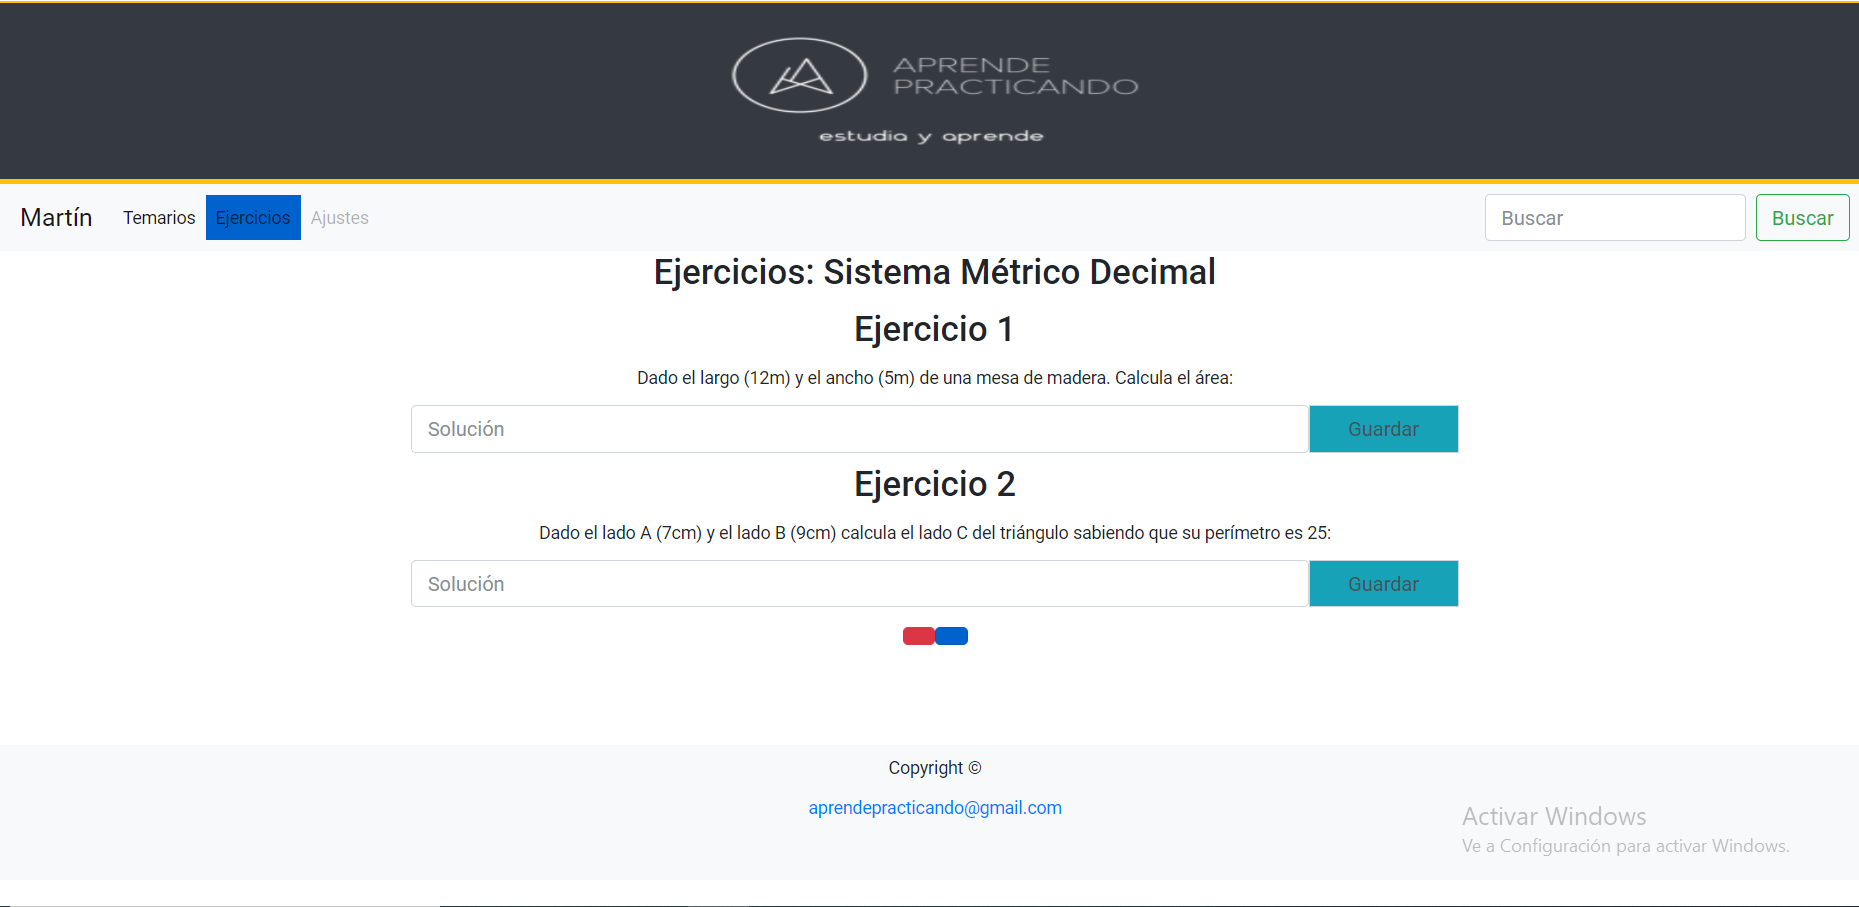 APRENDE
PRACTICANDO
estudia y aprende
Martín Temarios Ejercicios Ajustes Buscar Buscar
Ejercicios: Sistema Métrico Decimal
Ejercicio 1
Dado el largo (12m) y el ancho (5m) de una mesa de madera. Calcula el área:
Solución Guardar
Ejercicio 2
Dado el lado A (7cm) y el lado B (9cm) calcula el lado C del triángulo sabiendo que su perímetro es 25:
Solución Guardar
Copyright ©
aprendepracticando@gmail.com
Activar Windows
Ve a Configuración para activar Windows.